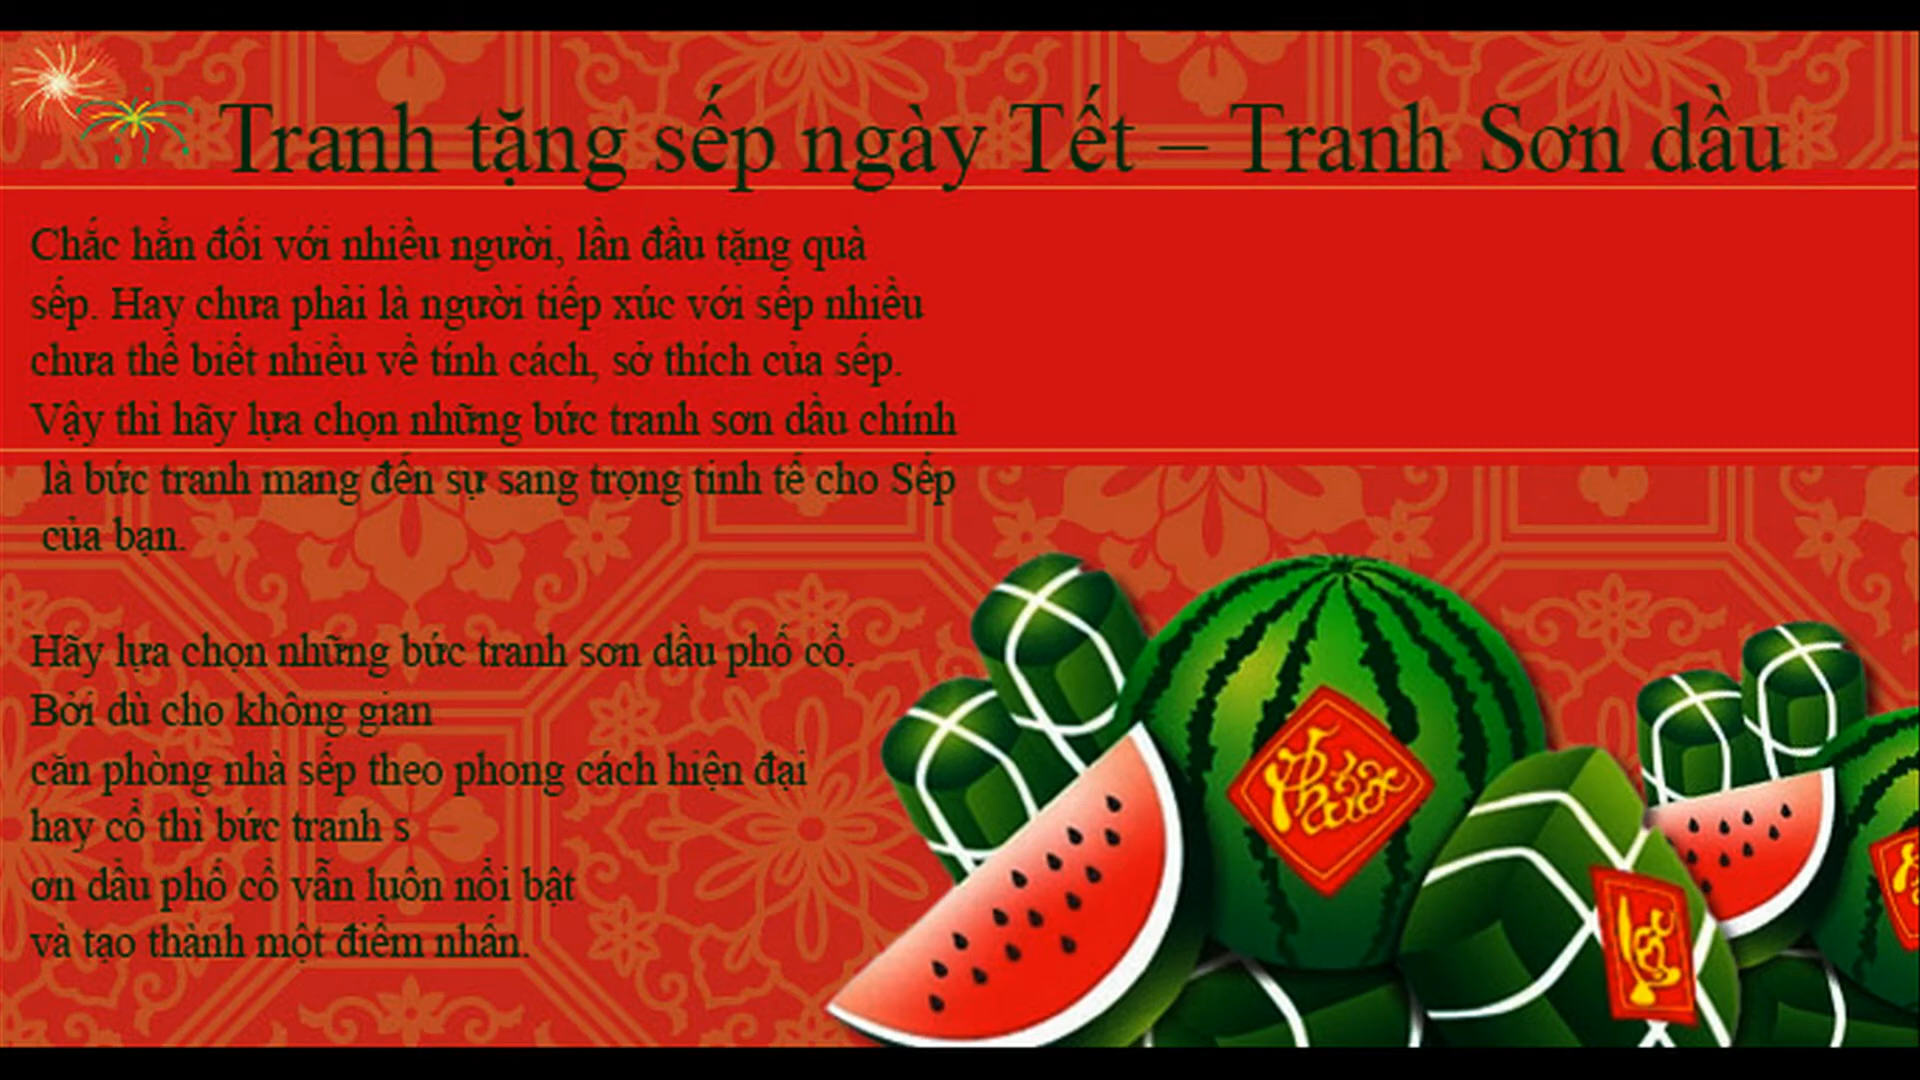 Tranh tặng sếp ngày Tết – Tranh Sơn dầu
Chắc hẳn đối với nhiều người, lần đầu tặng quà
sếp. Hay chưa phải là người tiếp xúc với sếp nhiều
chưa thể biết nhiều về tính cách, sở thích của sếp.
Vậy thì hãy lựa chọn những bức tranh sơn dầu chính
là bức tranh mang đến sự sang trọng tinh tế cho Sếp
của bạn.
Hãy lựa chọn những bức tranh sơn dầu phố cổ.
Bởi dù cho không gian
căn phòng nhà sếp theo phong cách hiện đại
hay cổ thì bức tranh s
ơn dầu phố cổ vẫn luôn nổi bật
và tạo thành một điểm nhấn.
Phước
Lộc